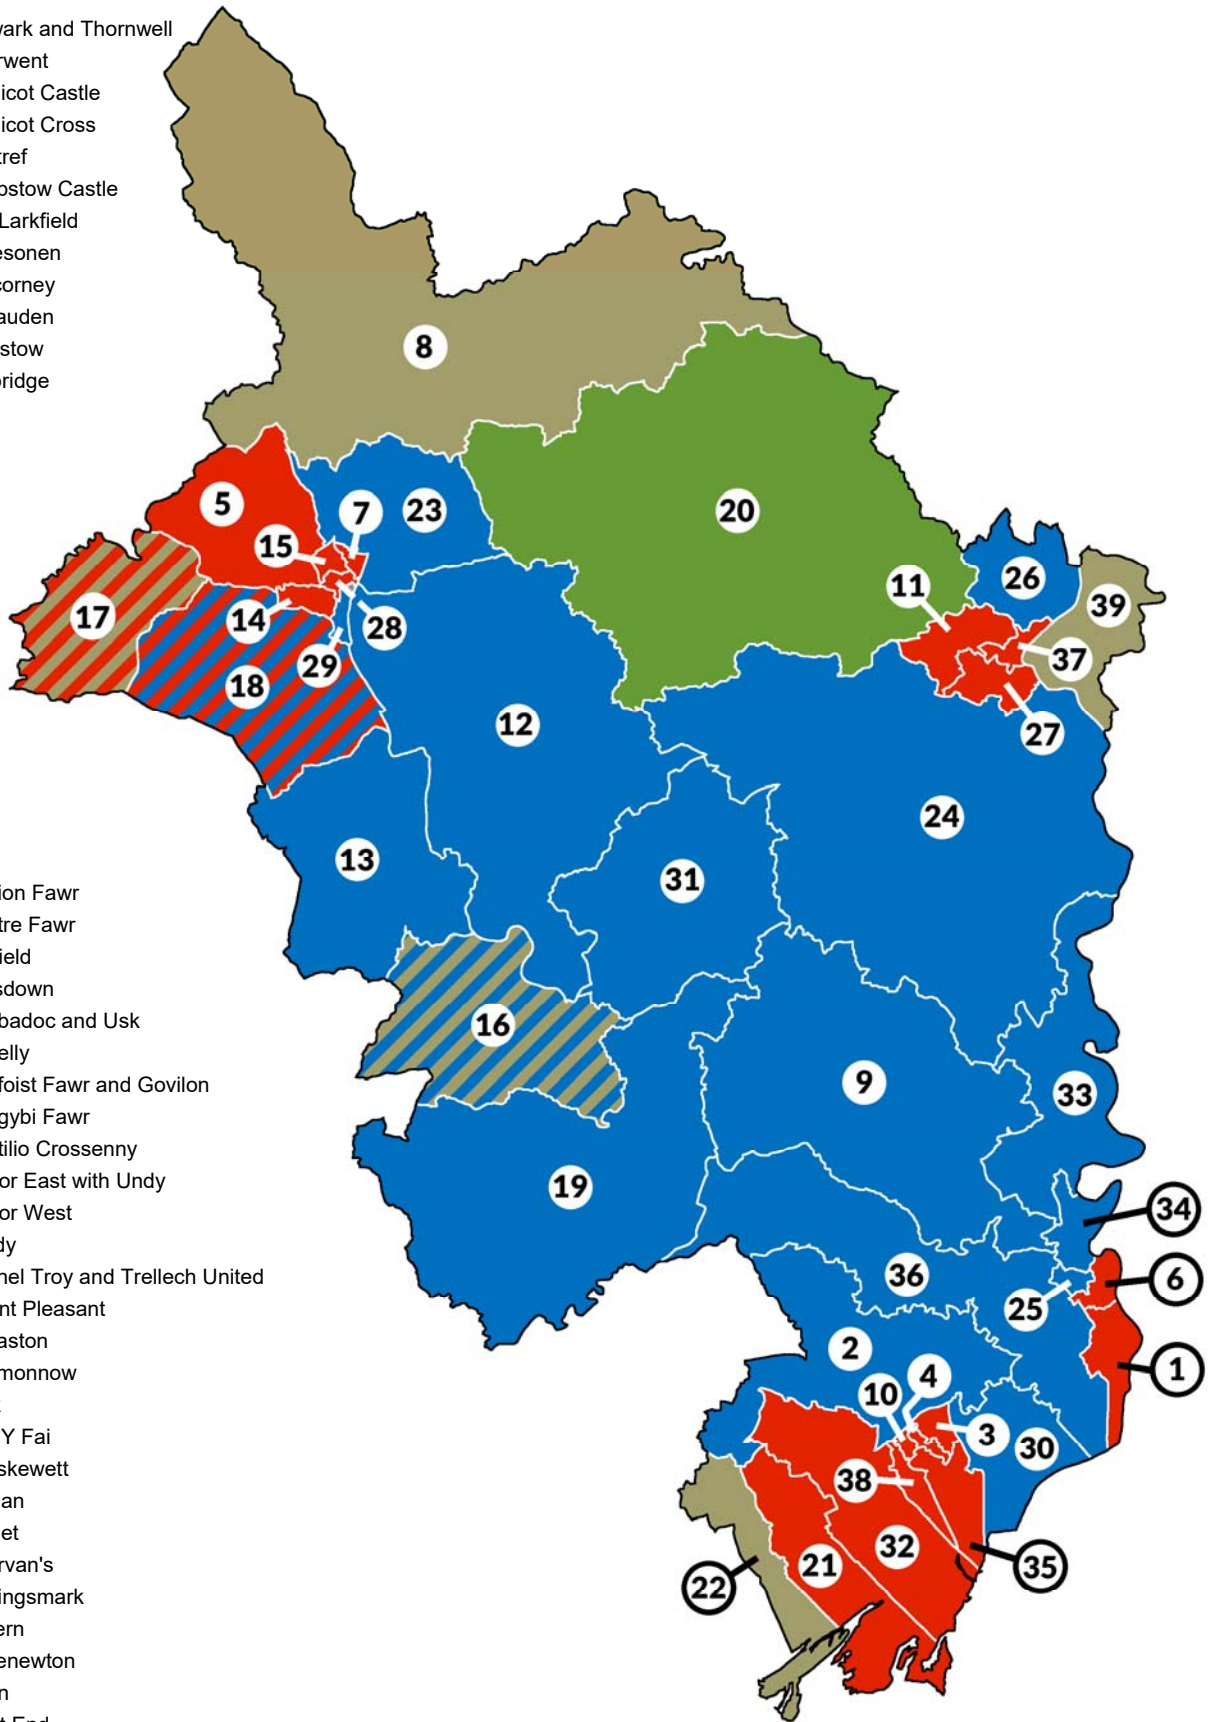 wark and Thornwell
rwent
icot Castle
icot Cross
tref
pstow Castle
Larkfield
esonen
corney
auden
stow
bridge
ion Fawr
tre Fawr
ield
sdown
badoc and Usk
elly
foist Fawr and Govilon
gybi Fawr
tilio Crossenny
or East with Undy
or West
dy
hel Troy and Trellech United
nt Pleasant
aston
monnow
k
Y Fai
skewett
an
et
rvan's
ingsmark
ern
enewton
n
t End
8
5
7
23
20
15
26
11
39
17
14
28
37
29
18
12
27
24
13
31
16
9
33
19
34
36
6
25
2
1
4
10
3
30
38
32
21
35
22